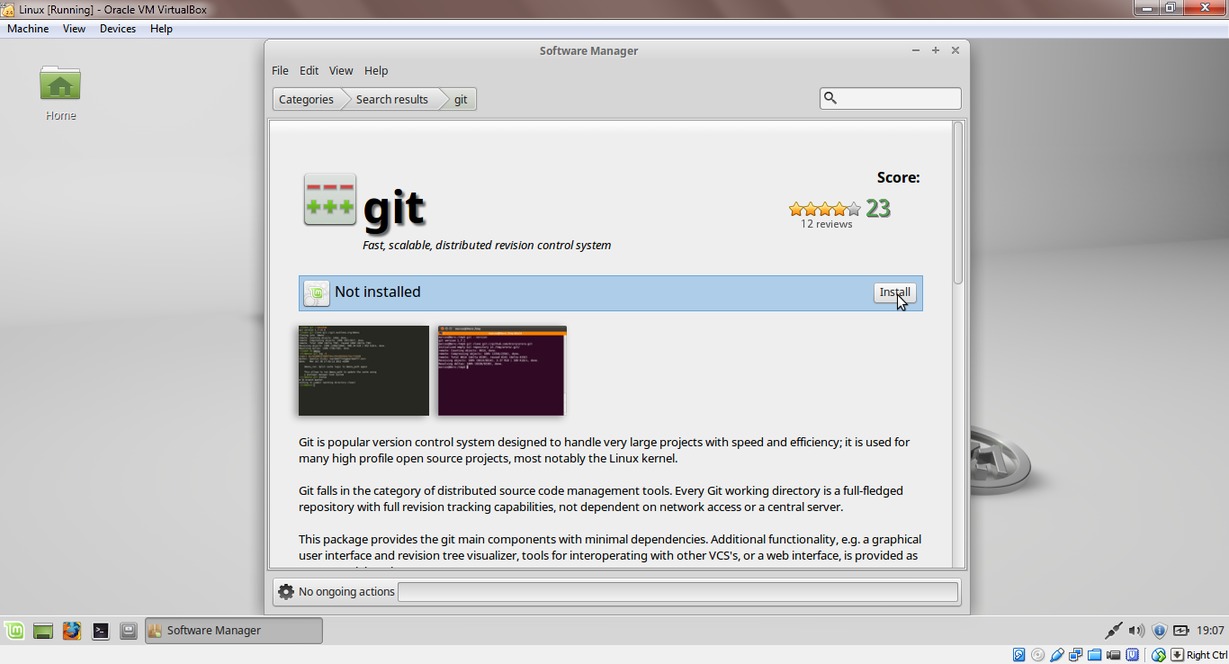 Linux [Running] - Oracle VM VirtualBox
Machine View Devices Help
Software Manager
File Edit View Help
Categories Search results git
Home
Score:
git
23
12 reviews
Fast, scalable, distributed revision control system
Not installed
Install
Git is popular version control system designed to handle very large projects with speed and efficiency; it is used for
many high profile open source projects, most notably the Linux kernel.
Git falls in the category of distributed source code management tools. Every Git working directory is a full-fledged
repository with full revision tracking capabilities, not dependent on network access or a central server.
This package provides the git main components with minimal dependencies. Additional functionality, e.g. a graphical
user interface and revision tree visualizer, tools for interoperating with other VCS's, or a web interface, is provided as
No ongoing actions
Software Manager
19:07
Right Ctrl